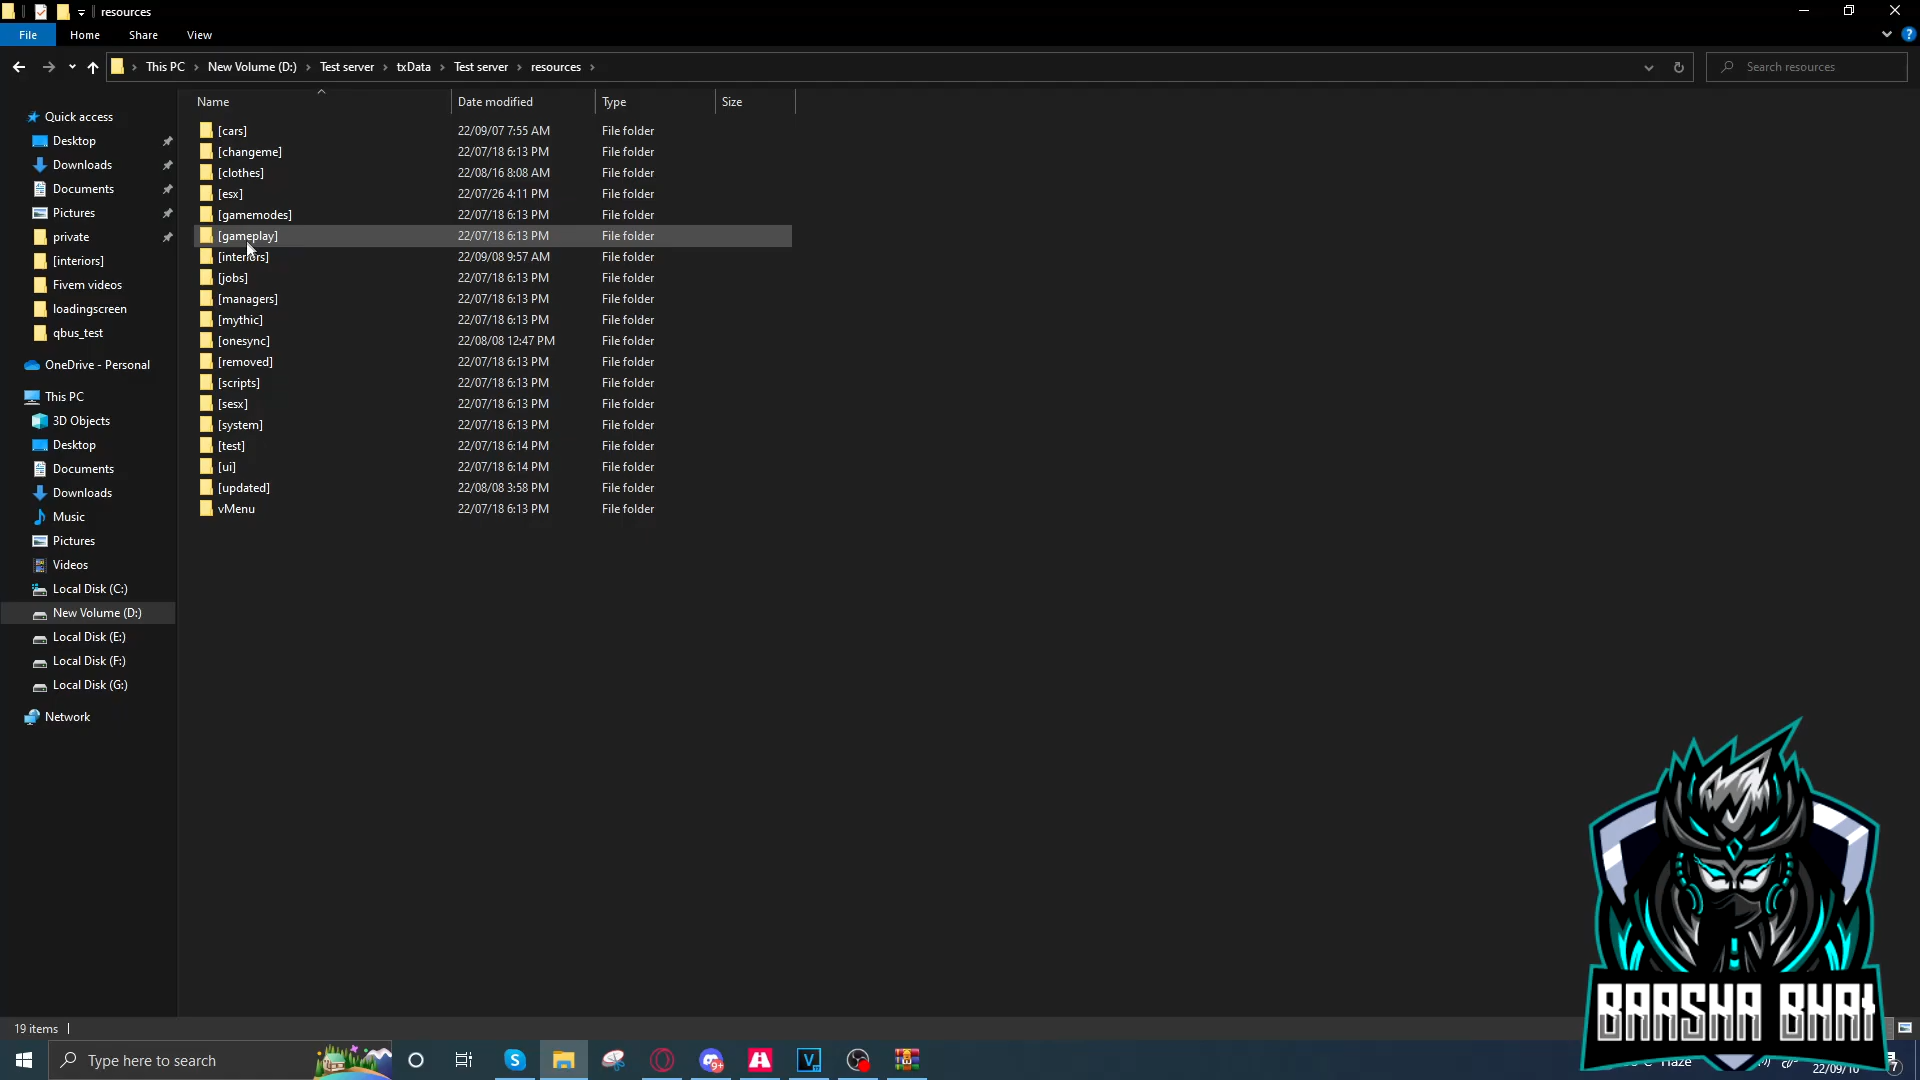 resources
File Home Share View
This PC New Volume (D:) Test server txData Test server resources
Search resources
Name Date modified Type Size
Quick access
Desktop
Downloads
Documents
Pictures
private
[interiors]
Fivem videos
loadingscreen
qbus_test
OneDrive - Personal
This PC
3D Objects
Desktop
Documents
Downloads
Music
Pictures
Videos
Local Disk (C:)
New Volume (D:)
Local Disk (E:)
Local Disk (F:)
Local Disk (G:)
Network
[cars] 22/09/07 7:55 AM File folder
[changeme] 22/07/18 6:13 PM File folder
[clothes] 22/08/16 8:08 AM File folder
[esx] 22/07/26 4:11 PM File folder
[gamemodes] 22/07/18 6:13 PM File folder
[gameplay] 22/07/18 6:13 PM File folder
[interiors] 22/09/08 9:57 AM File folder
[jobs] 22/07/18 6:13 PM File folder
[managers] 22/07/18 6:13 PM File folder
[mythic] 22/07/18 6:13 PM File folder
[onesync] 22/08/08 12:47 PM File folder
[removed] 22/07/18 6:13 PM File folder
[scripts] 22/07/18 6:13 PM File folder
[sesx] 22/07/18 6:13 PM File folder
[system] 22/07/18 6:13 PM File folder
[test] 22/07/18 6:14 PM File folder
[ui] 22/07/18 6:14 PM File folder
[updated] 22/08/08 3:58 PM File folder
vMenu 22/07/18 6:13 PM File folder
BAASHA BHAI
19 items
Type here to search
9+
Haze
22/09/10
7